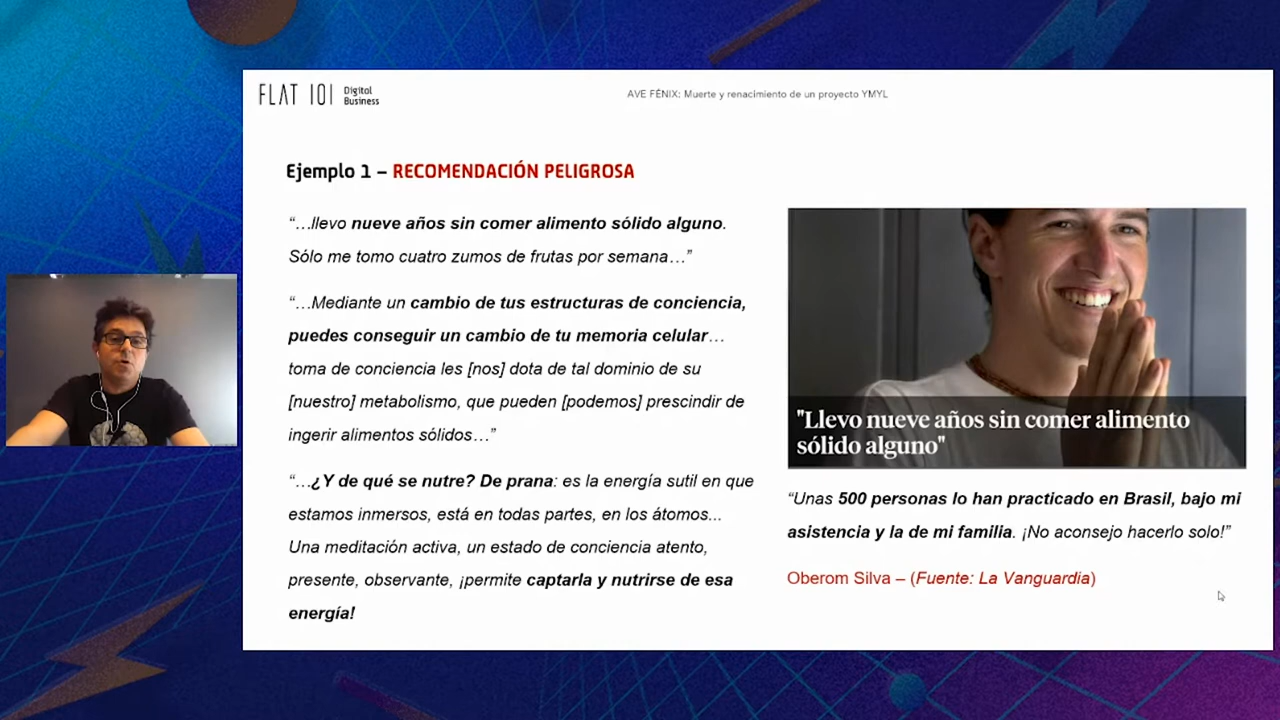 FLAT 101 Digital
Business
AVE FÉNIX: Muerte y renacimiento de un proyecto YMYL
Ejemplo 1 – RECOMENDACIÓN PELIGROSA
“…llevo nueve años sin comer alimento sólido alguno.
Sólo me tomo cuatro zumos de frutas por semana…”
“…Mediante un cambio de tus estructuras de conciencia,
puedes conseguir un cambio de tu memoria celular…
toma de conciencia les [nos] dota de tal dominio de su
[nuestro] metabolismo, que pueden [podemos] prescindir de
ingerir alimentos sólidos…”
“…¿Y de qué se nutre? De prana: es la energía sutil en que
estamos inmersos, está en todas partes, en los átomos...
Una meditación activa, un estado de conciencia atento,
presente, observante, ¡permite captarla y nutrirse de esa
energía!
"Llevo nueve años sin comer alimento
sólido alguno"
“Unas 500 personas lo han practicado en Brasil, bajo mi
asistencia y la de mi familia. ¡No aconsejo hacerlo solo!”
Oberom Silva – (Fuente: La Vanguardia)